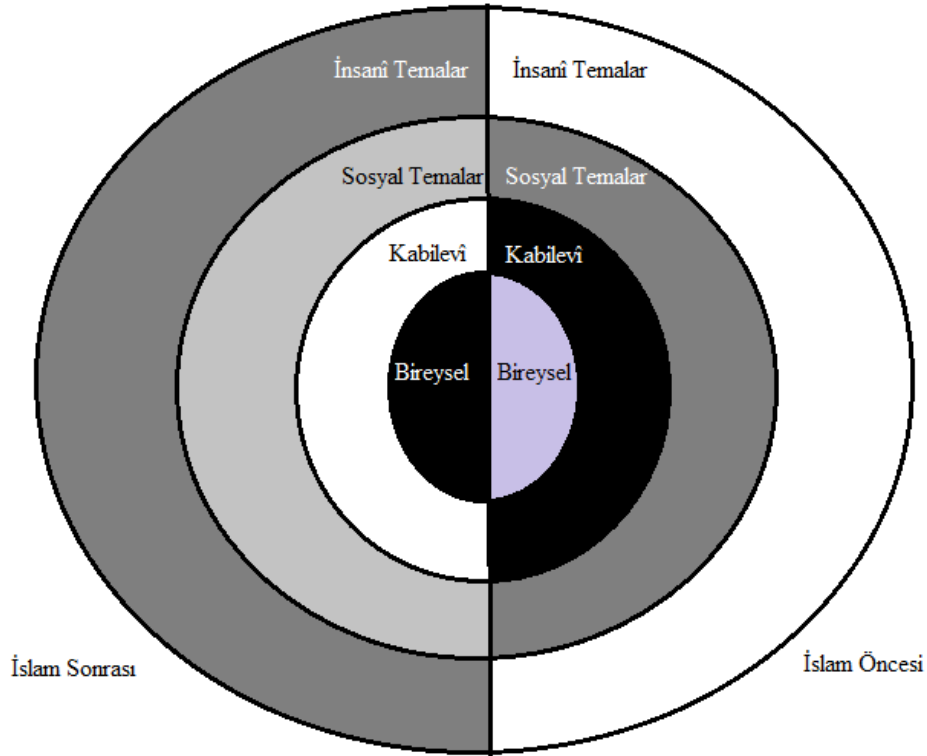 İnsanî Temalar
İnsanî Temalar
Sosyal Temalar
Sosyal Temalar
Kabilevî
Kabilevî
Bireysel
Bireysel
İslam Sonrası
İslam Öncesi